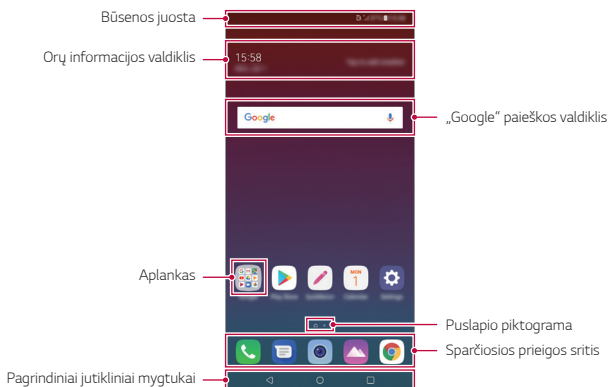 Būsenos juosta
Orų informacijos valdiklis
15:58
Google
„Google“ paieškos valdiklis
MON
1
Aplankas
Puslapio piktograma
Sparčiosios prieigos sritis
Pagrindiniai jutikliniai mygtukai